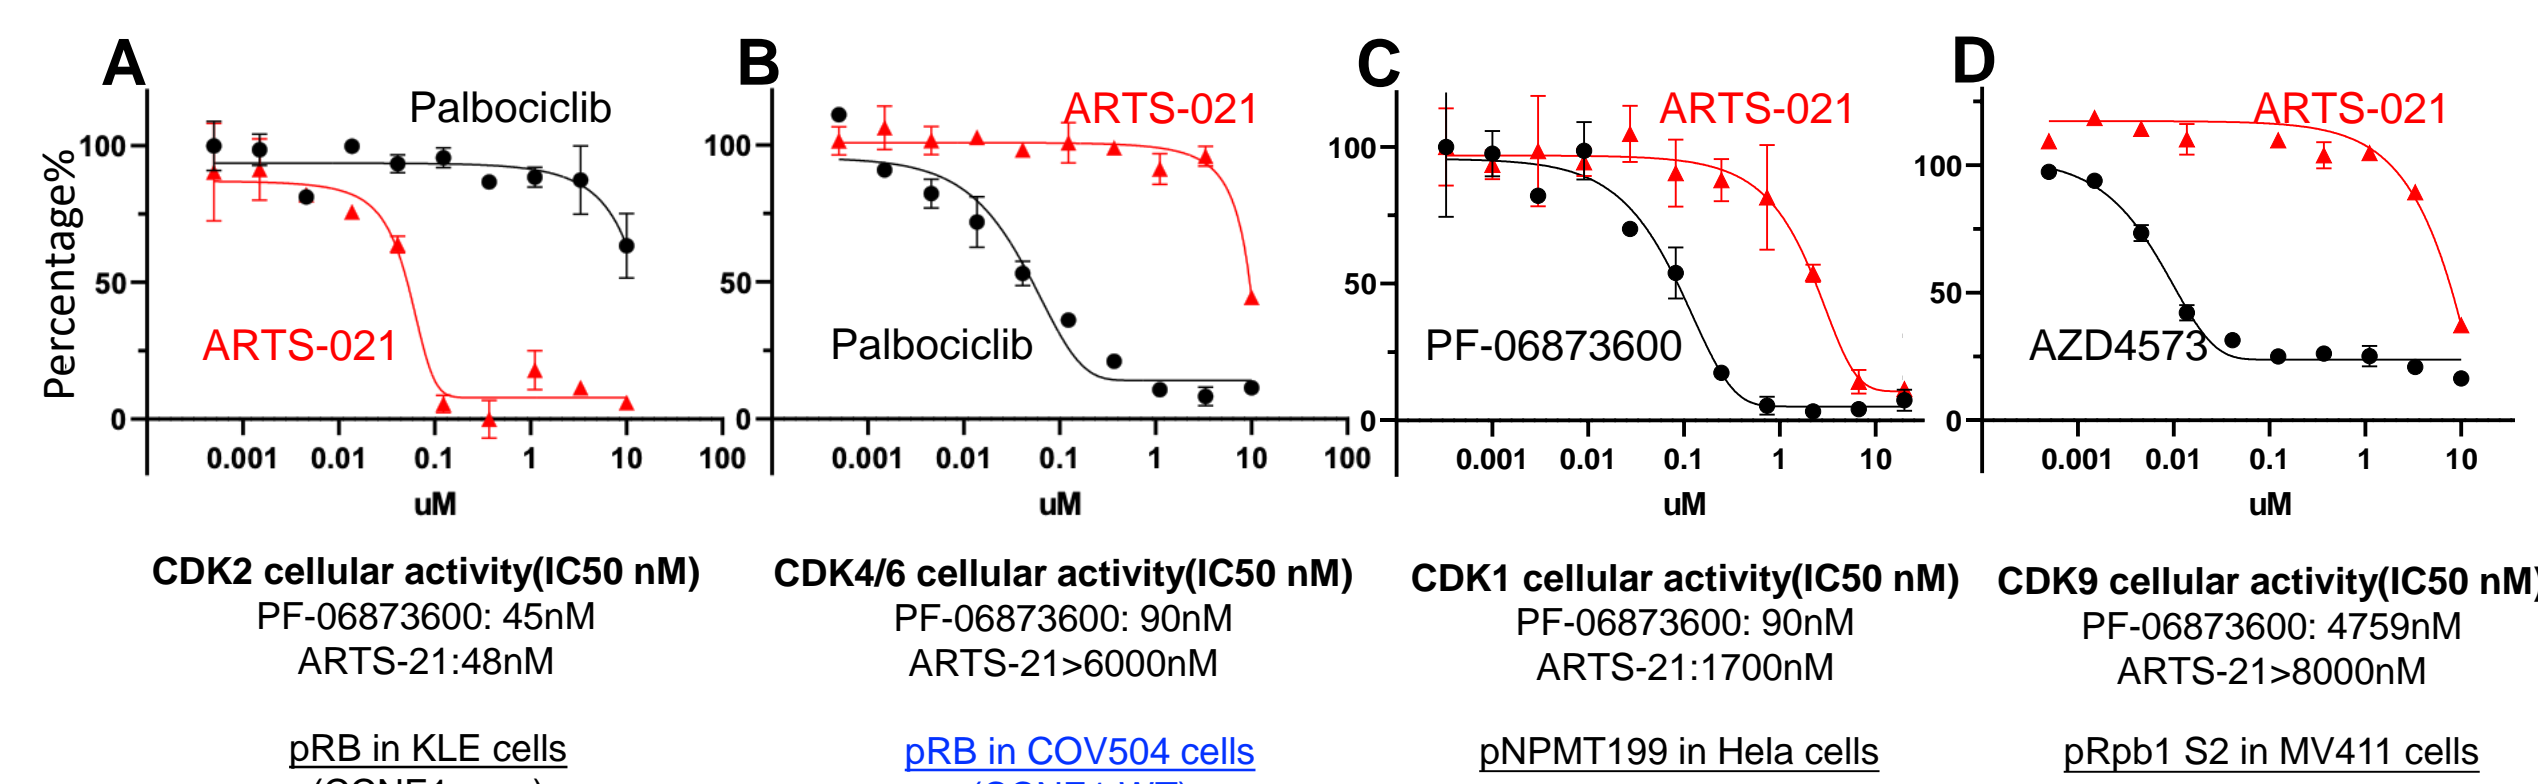 A
Percentage%
100
50
0
Palbociclib
ARTS-021
0.001 0.01 0.1 1 10 100
uM
CDK2 cellular activity(IC50 nM)
PF-06873600: 45nM
ARTS-21:48nM
pRB in KLE cells
B
100
50
0
ARTS-021
Palbociclib
0.001 0.01 0.1 1 10 100
uM
CDK4/6 cellular activity(IC50 nM)
PF-06873600: 90nM
ARTS-21>6000nM
pRB in COV504 cells
C
100
50
0
ARTS-021
PF-06873600
0.001 0.01 0.1 1 10
uM
CDK1 cellular activity(IC50 nM)
PF-06873600: 90nM
ARTS-21:1700nM
pNPMT199 in Hela cells
D
100
50
0
ARTS-021
AZD4573
0.001 0.01 0.1 1 10
uM
CDK9 cellular activity(IC50 nM)
PF-06873600: 4759nM
ARTS-21>8000nM
pRpb1 S2 in MV411 cells